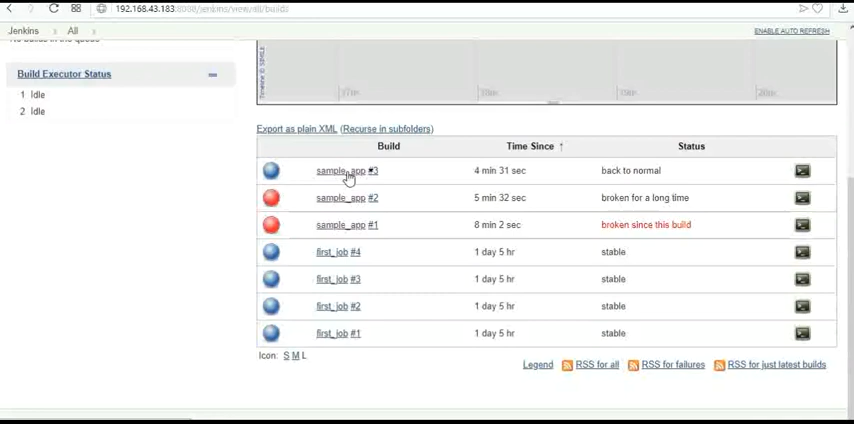 192.168.43.183:8080/jenkins/view/all/builds
Jenkins All
ENABLE AUTO REFRESH
No builds in the queue
Build Executor Status
1 Idle
2 Idle
Export as plain XML (Recurse in subfolders)
Build Time Since ↑ Status
sample_app #3 4 min 31 sec back to normal
sample_app #2 5 min 32 sec broken for a long time
sample_app #1 8 min 2 sec broken since this build
first_job #4 1 day 5 hr stable
first_job #3 1 day 5 hr stable
first_job #2 1 day 5 hr stable
first_job #1 1 day 5 hr stable
Icon: S M L
Legend RSS for all RSS for failures RSS for just latest builds